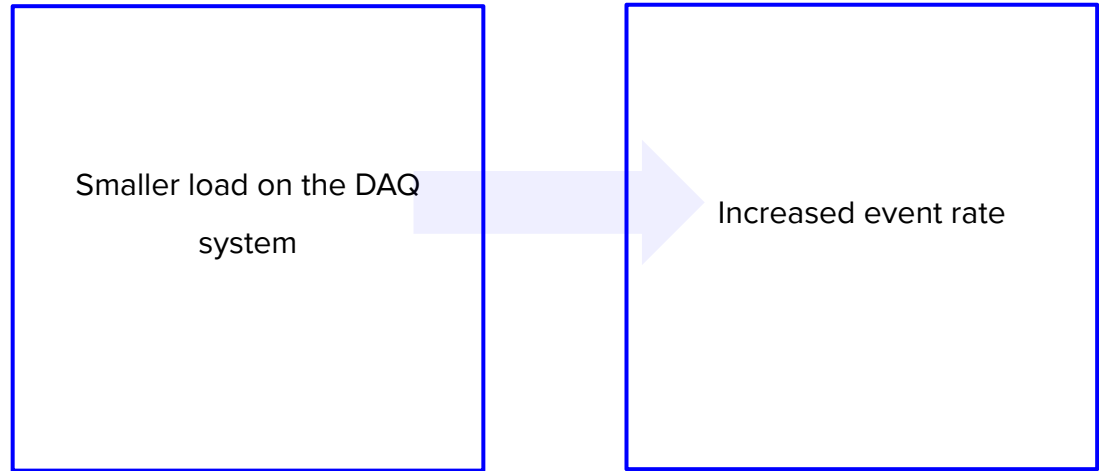 Smaller load on the DAQ
system
Increased event rate